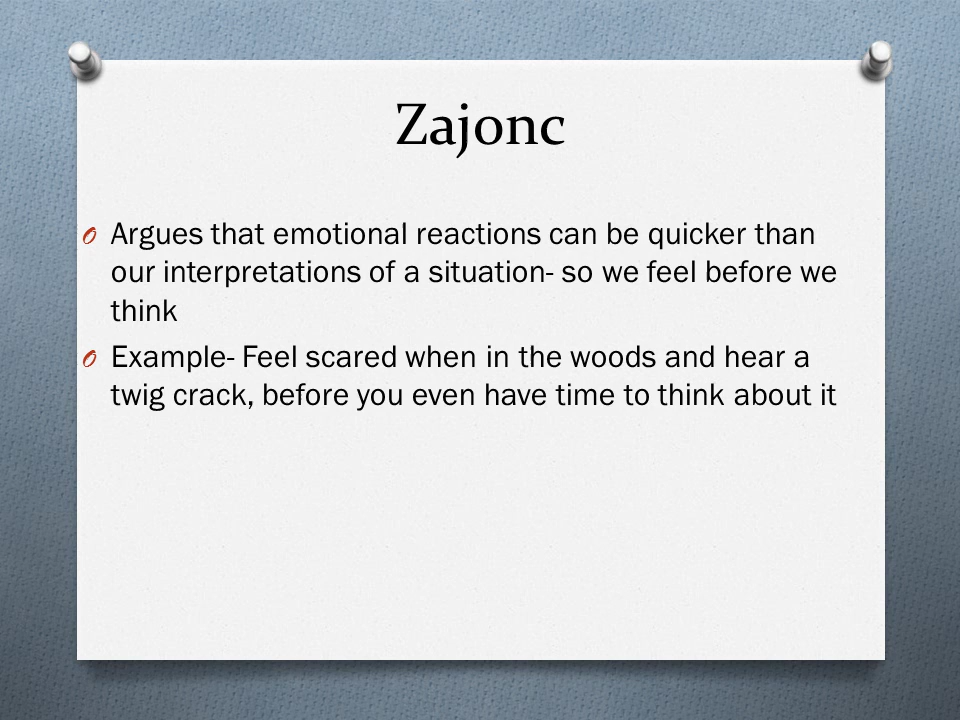 Zajonc
Argues that emotional reactions can be quicker than
our interpretations of a situation- so we feel before we
think
Example- Feel scared when in the woods and hear a
twig crack, before you even have time to think about it